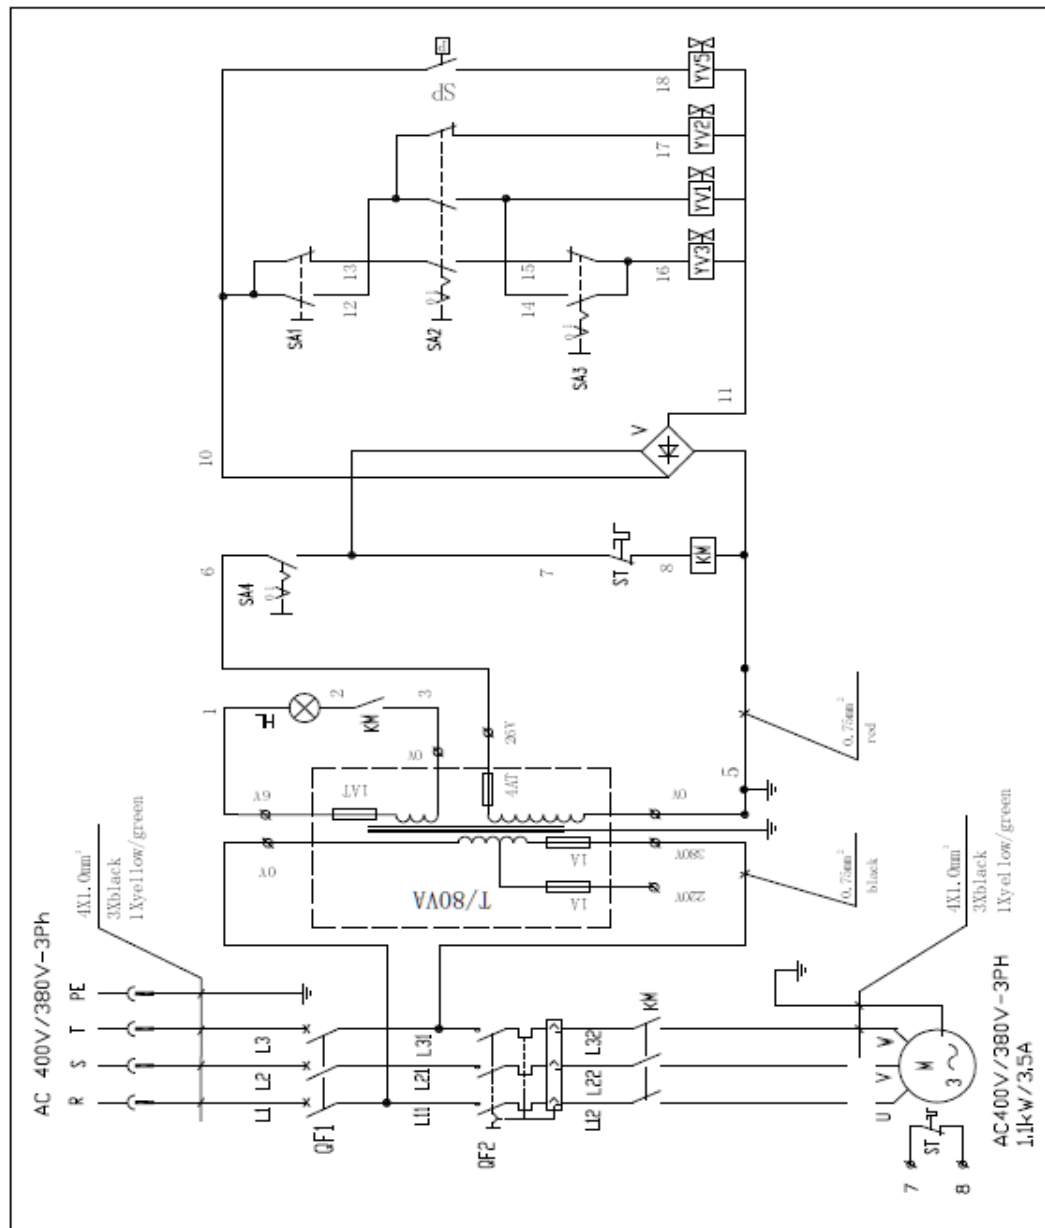 AC 400V/380V-3Ph
R
S
T
PE
4X1.0mm²
3Xblack
1Xyellow/green
L1
L2
L3
QF1
L11
L21
L31
QF2
L12
L22
L32
KM
U
V
W
M
3~
ST
7
8
AC400V/380V-3PH
1.1kW/3,5A
4X1.0mm²
3Xblack
1Xyellow/green
0V
6V
1AT
0V
T/80VA
4AT
26V
1A
1A
220V
380V
0V
0.75mm²
black
0.75mm²
red
5
1
HL
2
KM
3
6
SA4
0 1
7
ST
8
KM
10
V
11
SA1
12
13
SA2
0 1
14
15
SA3
0 1
16
17
18
SP
YV3
YV1
YV2
YV5